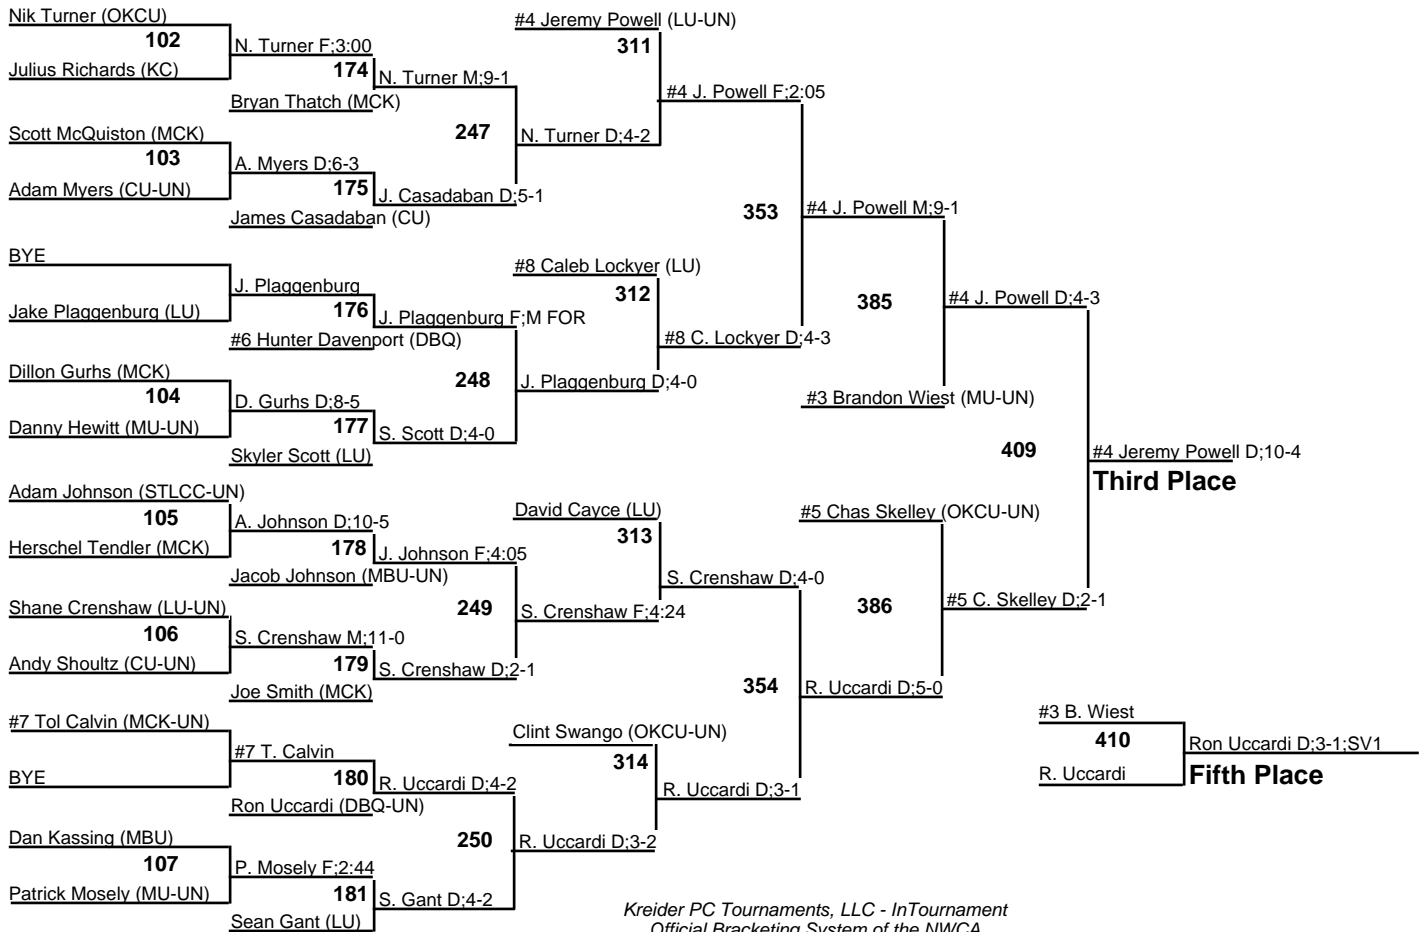 Nik Turner (OKCU)
102
Julius Richards (KC)
N. Turner F;3:00
174
Bryan Thatch (MCK)
N. Turner M;9-1
Scott McQuiston (MCK)
103
Adam Myers (CU-UN)
A. Myers D;6-3
175
James Casadaban (CU)
J. Casadaban D;5-1
247
N. Turner D;4-2
#4 Jeremy Powell (LU-UN)
311
#4 J. Powell F;2:05
BYE
Jake Plaggenburg (LU)
J. Plaggenburg
176
#6 Hunter Davenport (DBQ)
J. Plaggenburg F;M FOR
Dillon Gurhs (MCK)
104
Danny Hewitt (MU-UN)
D. Gurhs D;8-5
177
Skyler Scott (LU)
S. Scott D;4-0
248
J. Plaggenburg D;4-0
#8 Caleb Lockyer (LU)
312
#8 C. Lockyer D;4-3
353
#4 J. Powell M;9-1
385
#3 Brandon Wiest (MU-UN)
#4 J. Powell D;4-3
Adam Johnson (STLCC-UN)
105
Herschel Tendler (MCK)
A. Johnson D;10-5
178
Jacob Johnson (MBU-UN)
J. Johnson F;4:05
Shane Crenshaw (LU-UN)
106
Andy Shoultz (CU-UN)
S. Crenshaw M;11-0
179
Joe Smith (MCK)
S. Crenshaw D;2-1
249
S. Crenshaw F;4:24
David Cayce (LU)
313
S. Crenshaw D;4-0
#7 Tol Calvin (MCK-UN)
BYE
#7 T. Calvin
180
Ron Uccardi (DBQ-UN)
R. Uccardi D;4-2
Dan Kassing (MBU)
107
Patrick Mosely (MU-UN)
P. Mosely F;2:44
181
Sean Gant (LU)
S. Gant D;4-2
250
R. Uccardi D;3-2
Clint Swango (OKCU-UN)
314
R. Uccardi D;3-1
354
R. Uccardi D;5-0
#5 Chas Skelley (OKCU-UN)
386
#5 C. Skelley D;2-1
409
#4 Jeremy Powell D;10-4
Third Place
#3 B. Wiest
410
R. Uccardi
Ron Uccardi D;3-1;SV1
Fifth Place
Kreider PC Tournaments, LLC - InTournament
Official Bracketing System of the NWCA